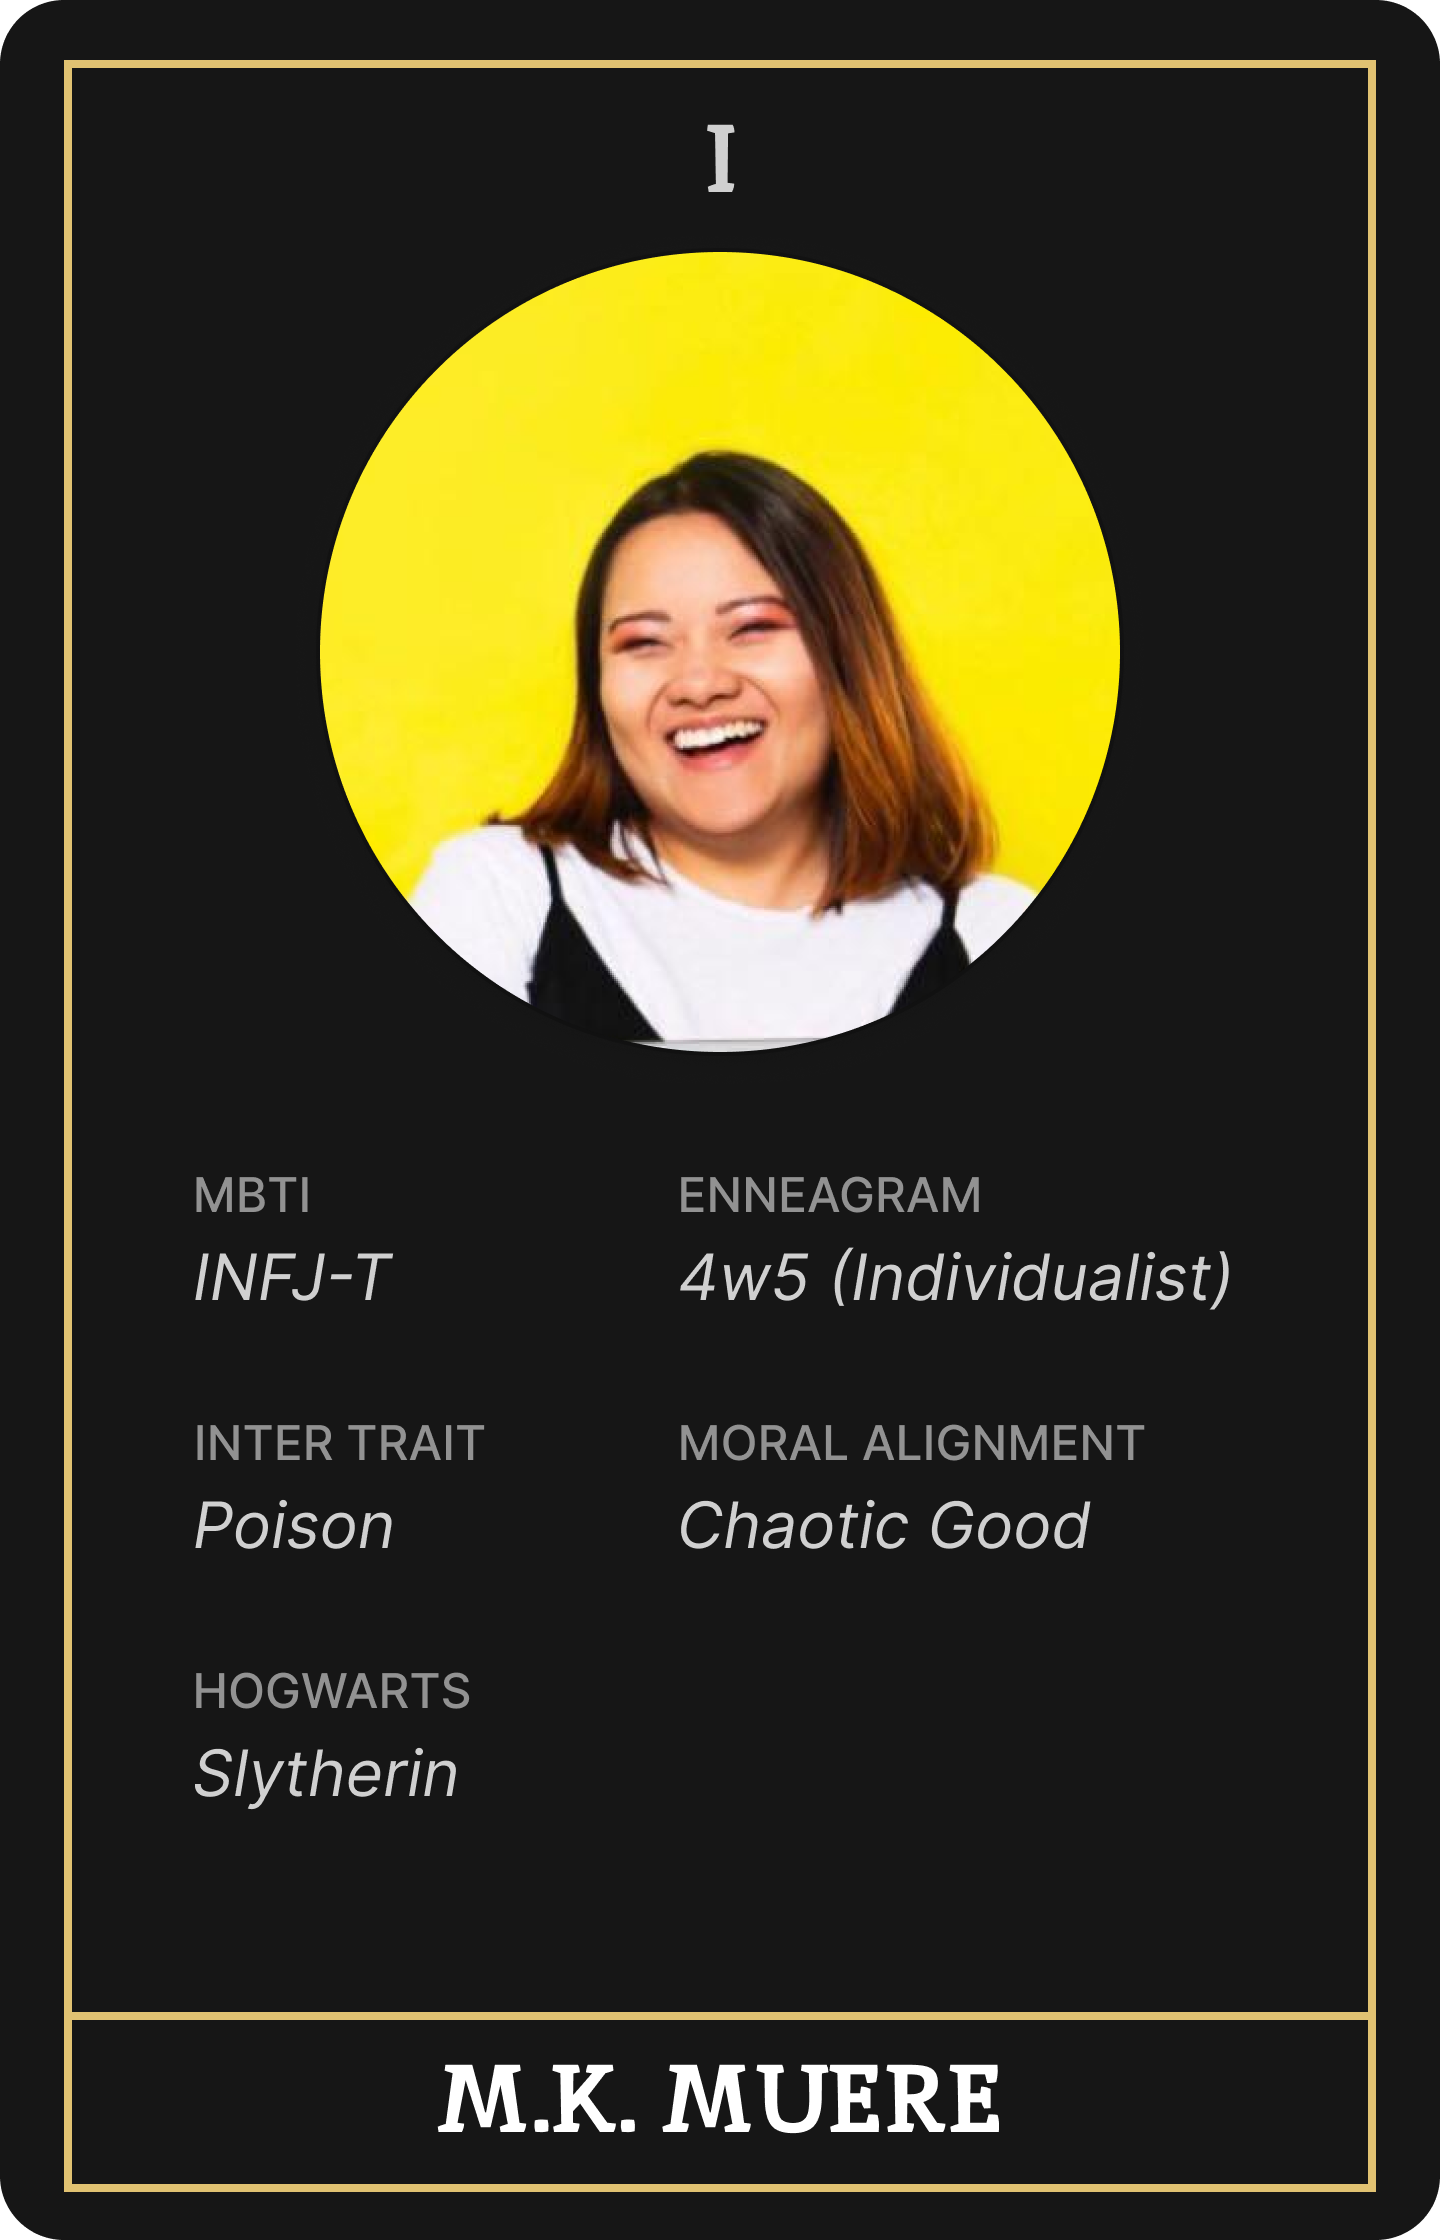 I
MBTI
INFJ-T
ENNEAGRAM
4w5 (Individualist)
INTER TRAIT
Poison
MORAL ALIGNMENT
Chaotic Good
HOGWARTS
Slytherin
M.K. MUERE